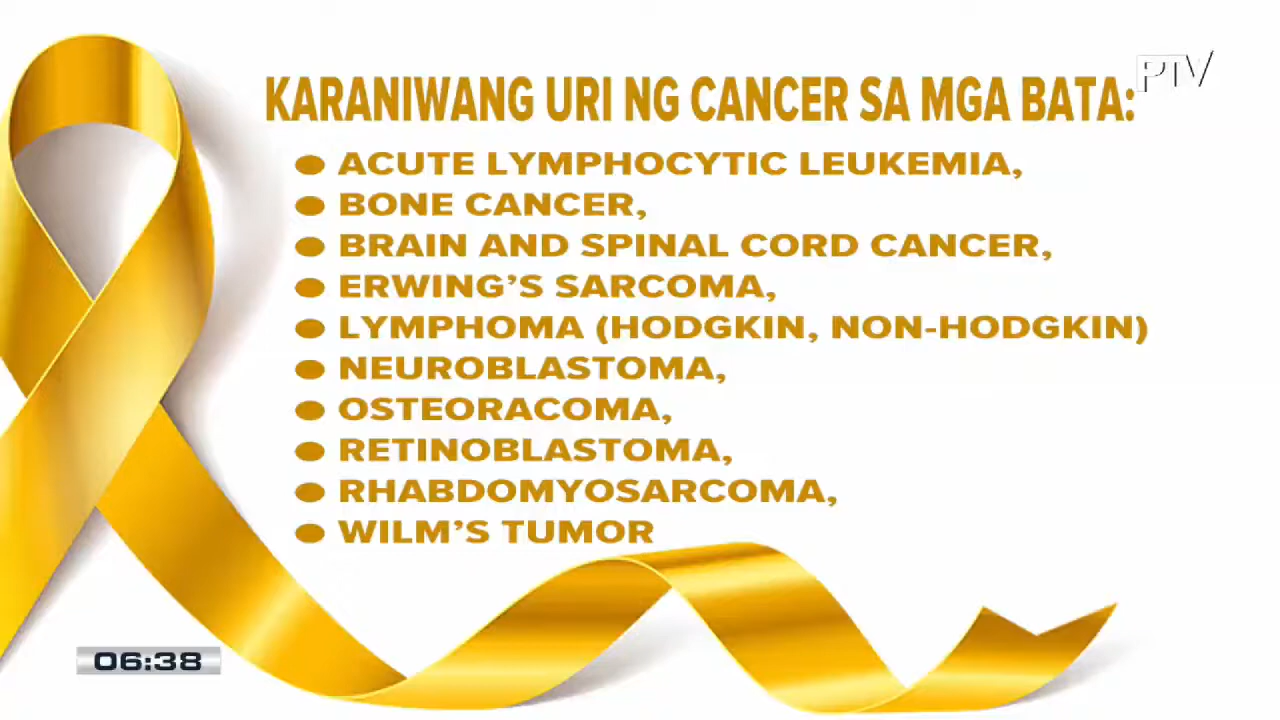 PTV
KARANIWANG URI NG CANCER SA MGA BATA:
● ACUTE LYMPHOCYTIC LEUKEMIA,
● BONE CANCER,
● BRAIN AND SPINAL CORD CANCER,
● ERWING’S SARCOMA,
● LYMPHOMA (HODGKIN, NON-HODGKIN)
● NEUROBLASTOMA,
● OSTEORACOMA,
● RETINOBLASTOMA,
● RHABDOMYOSARCOMA,
● WILM’S TUMOR
06:38